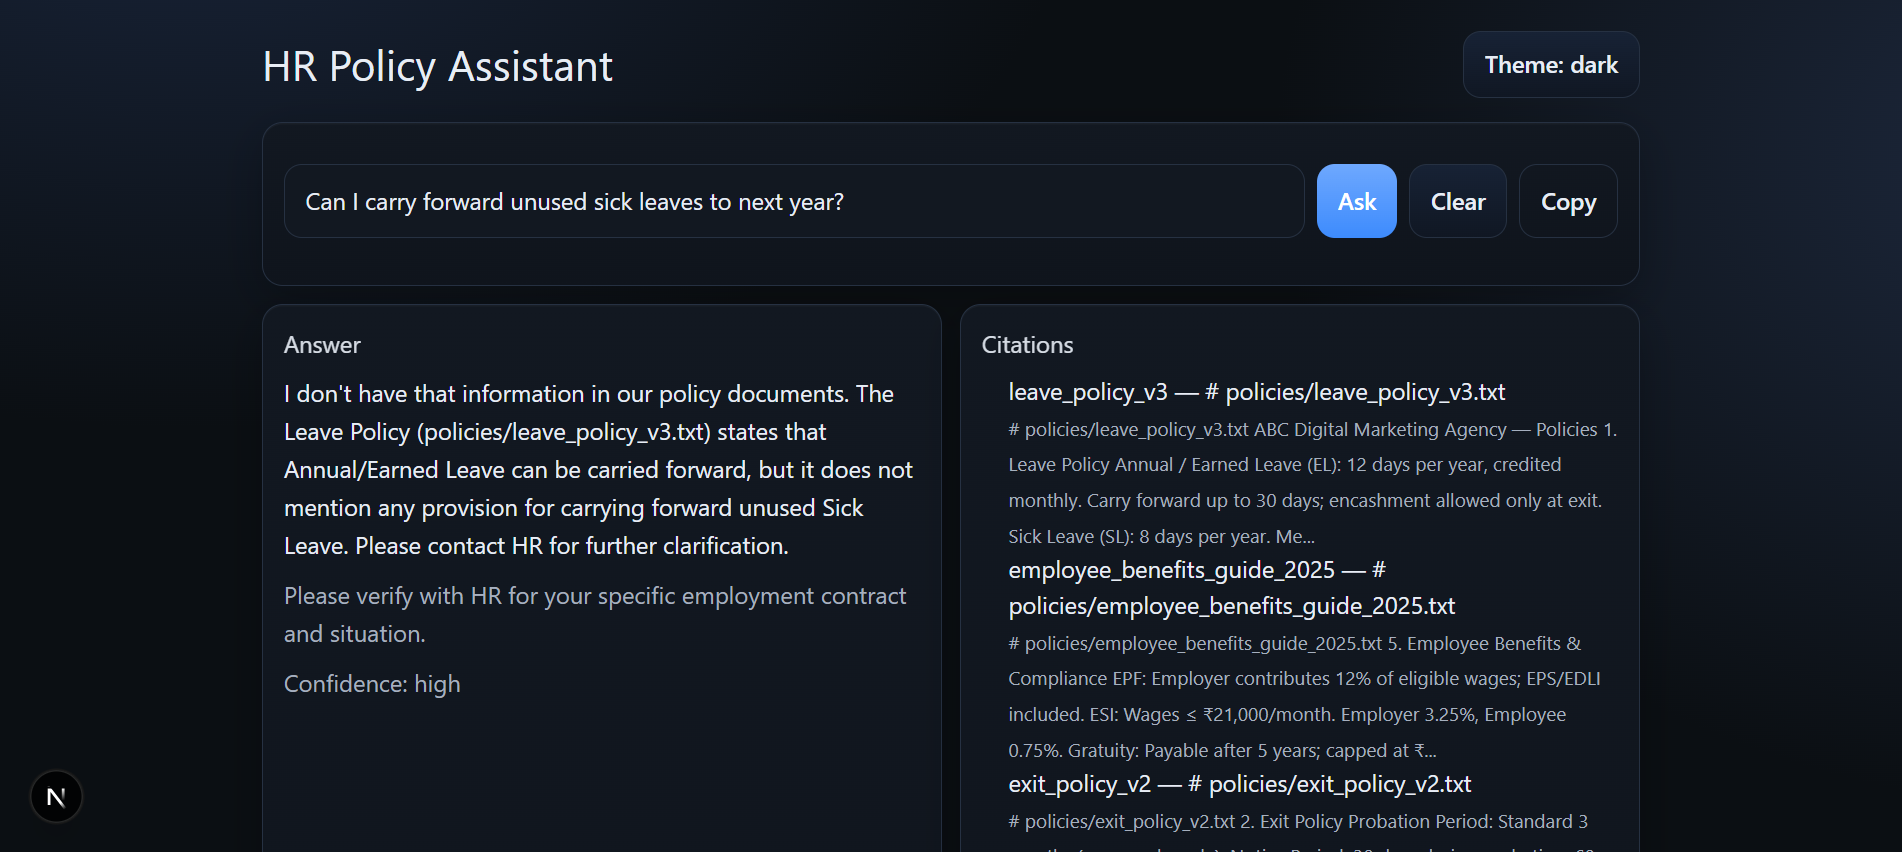 HR Policy Assistant
Theme: dark
Can I carry forward unused sick leaves to next year?
Ask
Clear
Copy
Answer
I don't have that information in our policy documents. The
Leave Policy (policies/leave_policy_v3.txt) states that
Annual/Earned Leave can be carried forward, but it does not
mention any provision for carrying forward unused Sick
Leave. Please contact HR for further clarification.
Please verify with HR for your specific employment contract
and situation.
Confidence: high
Citations
leave_policy_v3 — # policies/leave_policy_v3.txt
# policies/leave_policy_v3.txt ABC Digital Marketing Agency — Policies 1.
Leave Policy Annual / Earned Leave (EL): 12 days per year, credited
monthly. Carry forward up to 30 days; encashment allowed only at exit.
Sick Leave (SL): 8 days per year. Me...
employee_benefits_guide_2025 — #
policies/employee_benefits_guide_2025.txt
# policies/employee_benefits_guide_2025.txt 5. Employee Benefits &
Compliance EPF: Employer contributes 12% of eligible wages; EPS/EDLI
included. ESI: Wages ≤ ₹21,000/month. Employer 3.25%, Employee
0.75%. Gratuity: Payable after 5 years; capped at ₹...
exit_policy_v2 — # policies/exit_policy_v2.txt
# policies/exit_policy_v2.txt 2. Exit Policy Probation Period: Standard 3
N